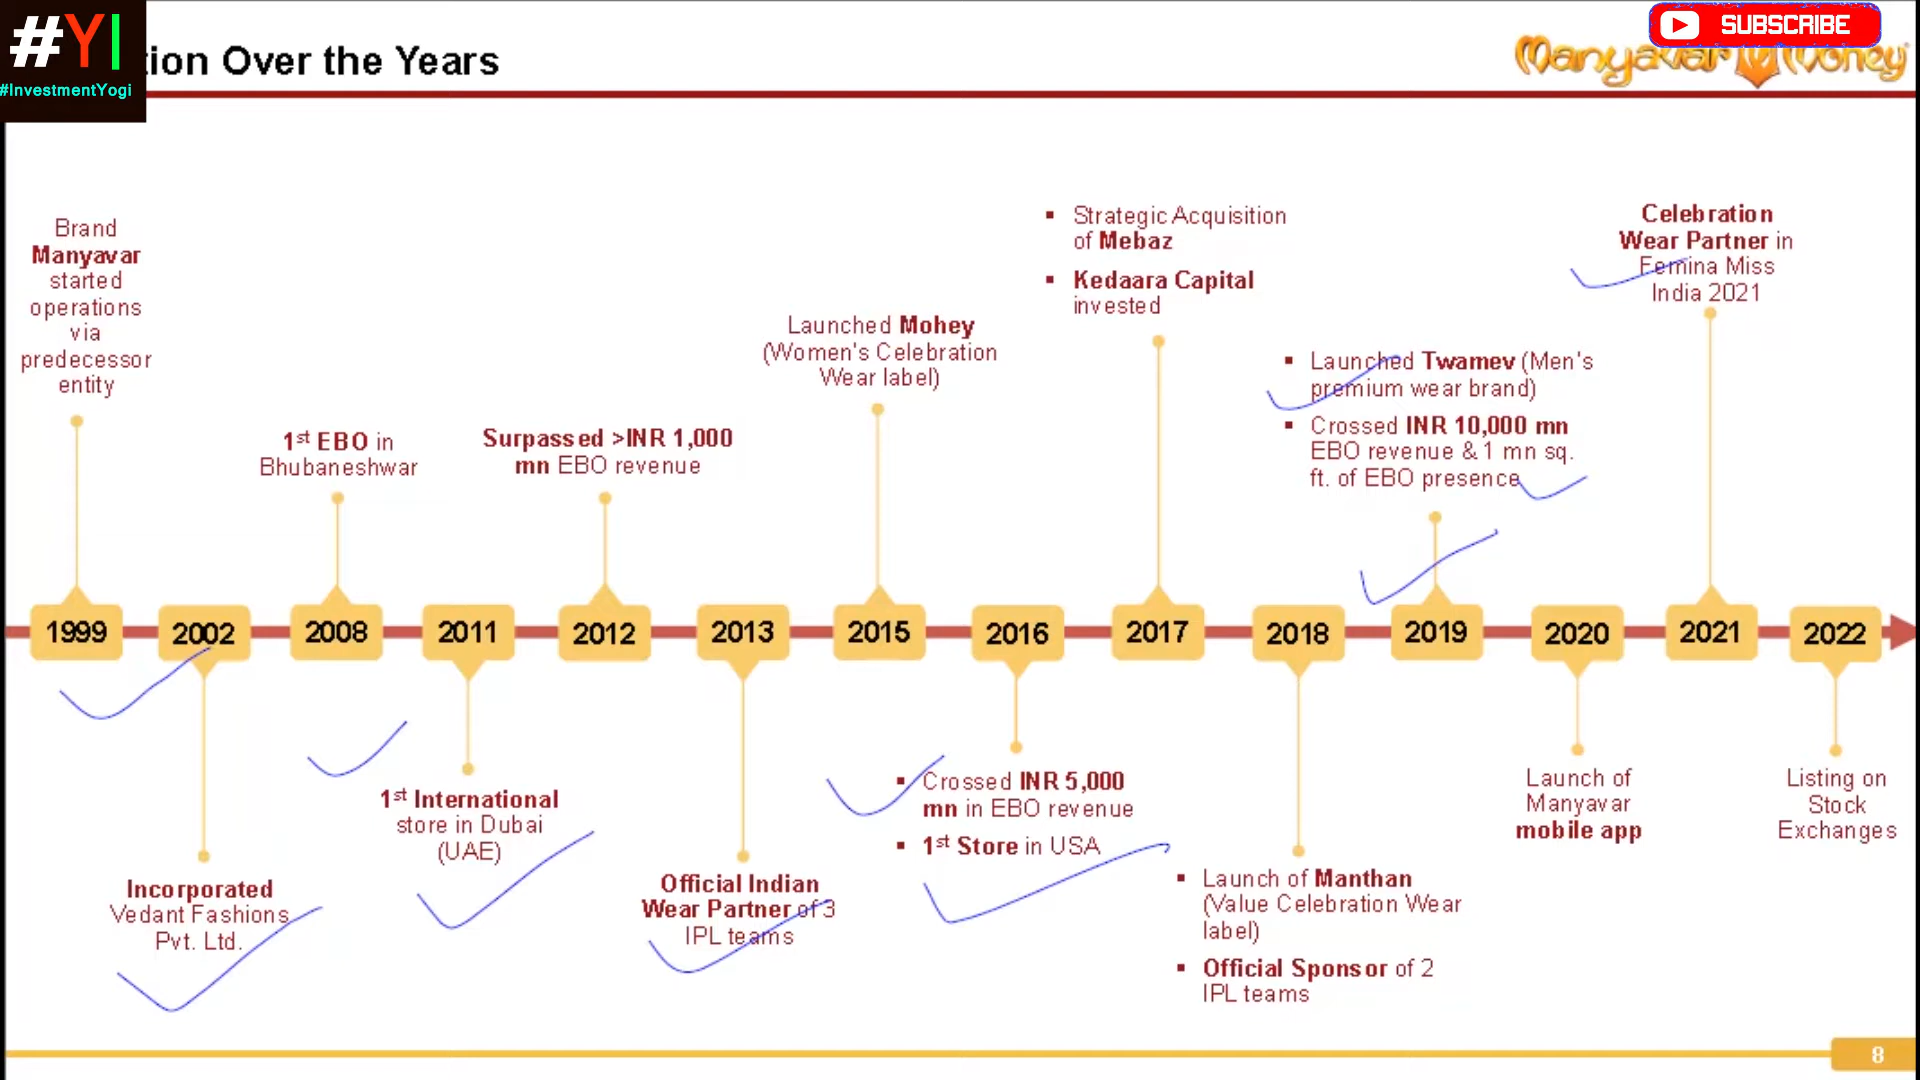 #YI
#InvestmentYogi
tion Over the Years
SUBSCRIBE
Manyavar Mohey
Brand
Manyavar
started
operations
via
predecessor
entity
1st EBO in
Bhubaneshwar
Surpassed >INR 1,000
mn EBO revenue
Launched Mohey
(Women's Celebration
Wear label)
▪ Strategic Acquisition
of Mebaz
▪ Kedaara Capital
invested
▪ Launched Twamev (Men's
premium wear brand)
▪ Crossed INR 10,000 mn
EBO revenue & 1 mn sq.
ft. of EBO presence
Celebration
Wear Partner in
Femina Miss
India 2021
1999 2002 2008 2011 2012 2013 2015 2016 2017 2018 2019 2020 2021 2022
Incorporated
Vedant Fashions
Pvt. Ltd.
1st International
store in Dubai
(UAE)
Official Indian
Wear Partner of 3
IPL teams
▪ Crossed INR 5,000
mn in EBO revenue
▪ 1st Store in USA
▪ Launch of Manthan
(Value Celebration Wear
label)
▪ Official Sponsor of 2
IPL teams
Launch of
Manyavar
mobile app
Listing on
Stock
Exchanges
8